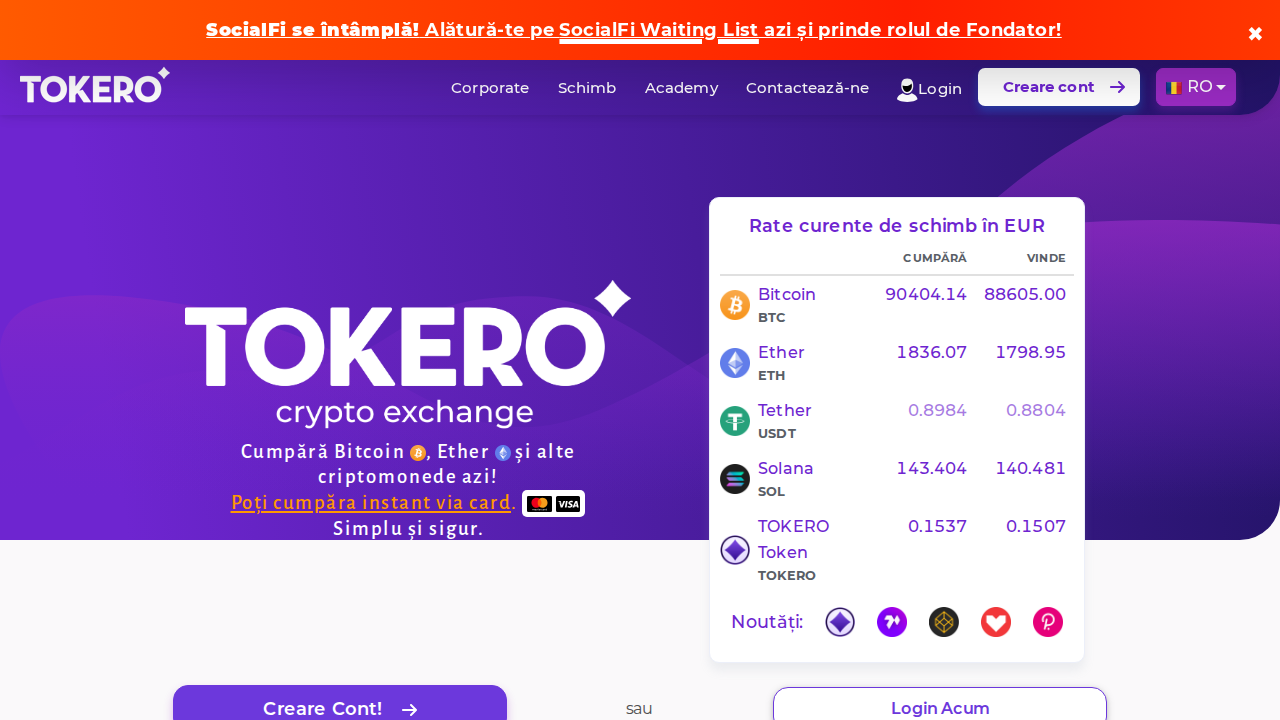 SocialFi se întâmplă! Alătură-te pe SocialFi Waiting List azi și prinde rolul de Fondator!
✖
TOKERO
Corporate
Schimb
Academy
Contactează-ne
Login
Creare cont
RO
TOKERO
crypto exchange
Cumpără Bitcoin , Ether și alte
criptomonede azi!
Poți cumpăra instant via card. VISA
Simplu și sigur.
Rate curente de schimb în EUR
CUMPĂRĂ VINDE
Bitcoin 90404.14 88605.00
BTC
Ether 1836.07 1798.95
ETH
Tether 0.8984 0.8804
USDT
Solana 143.404 140.481
SOL
TOKERO 0.1537 0.1507
Token
TOKERO
Noutăți:
Creare Cont!
sau
Login Acum